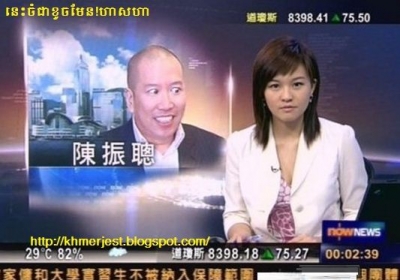 នេះចំជាខូចមែន!ហាសហា
道瓊斯 8398.41 ▲ 75.50
陳振聰
now NEWS
http://khmerjest.blogspot.com/
29°C 82% 道瓊斯 8398.18 ▲ 75.27 00:02:39
家傭和大學實習生不被納入保障範圍